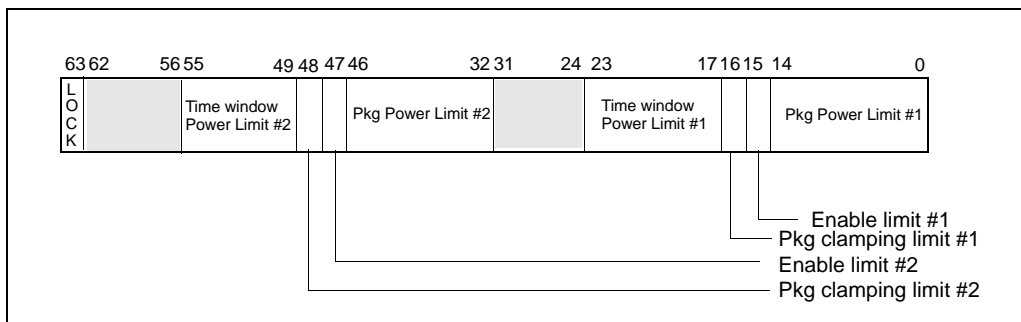 63 62 56 55 49 48 47 46 32 31 24 23 17 16 15 14 0
L
O
C
K
Time window
Power Limit #2
Pkg Power Limit #2
Time window
Power Limit #1
Pkg Power Limit #1
Enable limit #1
Pkg clamping limit #1
Enable limit #2
Pkg clamping limit #2